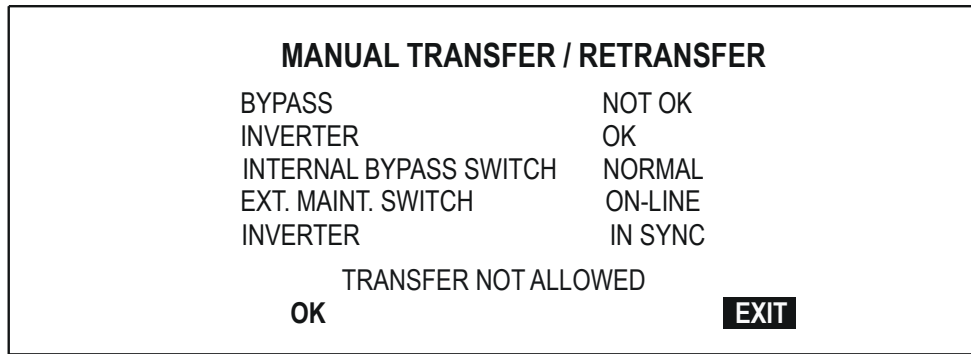 MANUAL TRANSFER / RETRANSFER
BYPASS NOT OK
INVERTER OK
INTERNAL BYPASS SWITCH NORMAL
EXT. MAINT. SWITCH ON-LINE
INVERTER IN SYNC
TRANSFER NOT ALLOWED
OK EXIT